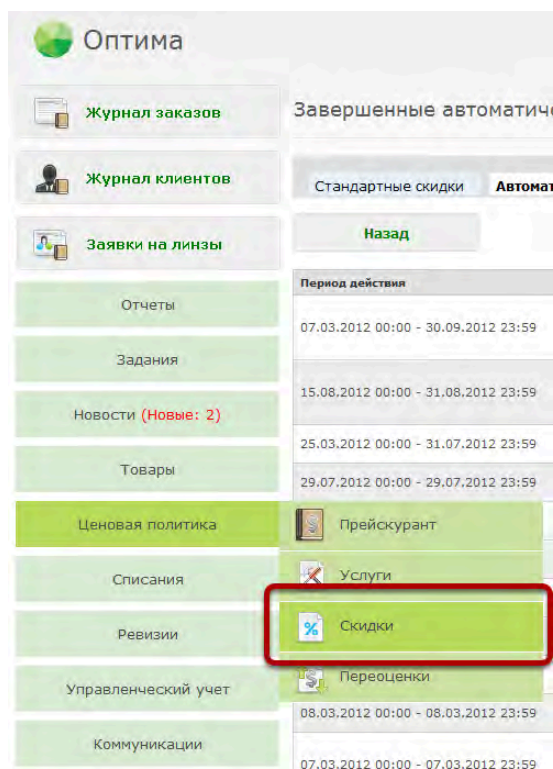 Оптима
Журнал заказов
Журнал клиентов
Заявки на линзы
Отчеты
Задания
Новости (Новые: 2)
Товары
Ценовая политика
Списания
Ревизии
Управленческий учет
Коммуникации
Завершенные автоматич
Стандартные скидки Автомат
Назад
Период действия
07.03.2012 00:00 - 30.09.2012 23:59
15.08.2012 00:00 - 31.08.2012 23:59
25.03.2012 00:00 - 31.07.2012 23:59
29.07.2012 00:00 - 29.07.2012 23:59
Прейскурант
Услуги
Скидки
Переоценки
08.03.2012 00:00 - 08.03.2012 23:59
07.03.2012 00:00 - 07.03.2012 23:59